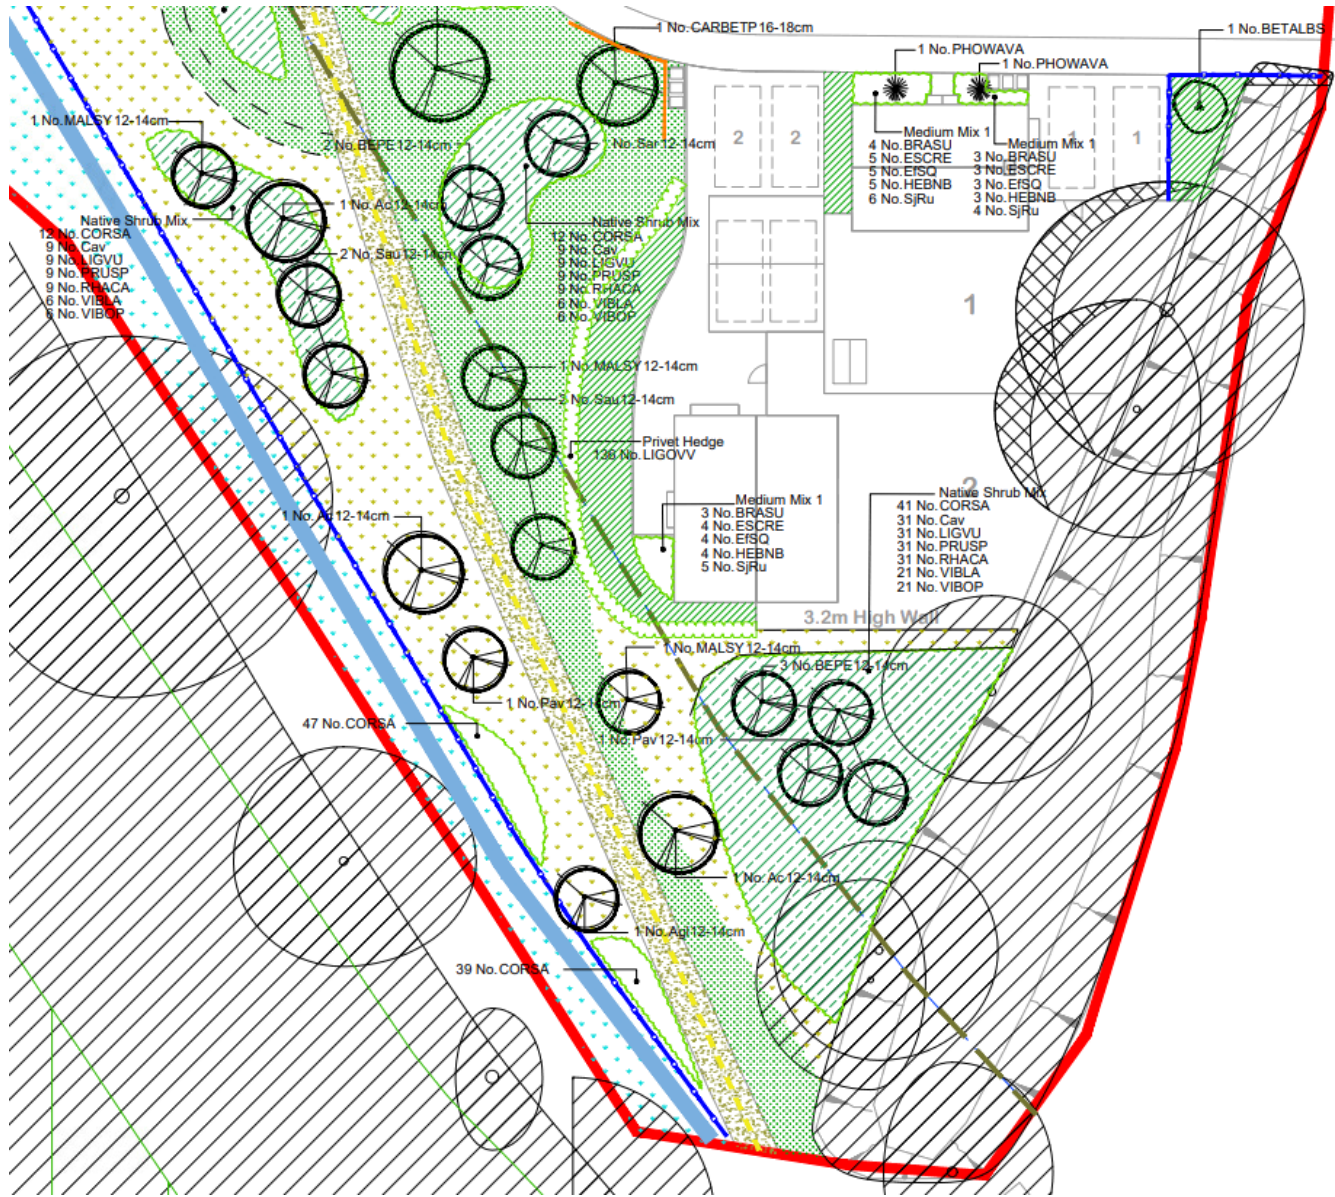 1 No. CARBETP 16-18cm
1 No. BETALBS
1 No. PHOWAVA
1 No. PHOWAVA
1 No. MALSY 12-14cm
2 No. BEPE 12-14cm
1 No. Sar 12-14cm
2
2
1
1
Medium Mix 1
4 No. BRASU
5 No. ESCRE
5 No. EfSQ
5 No. HEBNB
6 No. SjRu
Medium Mix 1
3 No. BRASU
3 No. ESCRE
3 No. EfSQ
3 No. HEBNB
4 No. SjRu
1 No. Ac 12-14cm
Native Shrub Mix
12 No. CORSA
9 No. Cav
9 No. LIGVU
9 No. PRUSP
9 No. RHACA
6 No. VIBLA
6 No. VIBOP
2 No. Sau 12-14cm
Native Shrub Mix
13 No. CORSA
9 No. Cav
9 No. LIGVU
9 No. PRUSP
9 No. RHACA
6 No. VIBLA
6 No. VIBOP
1
1 No. MALSY 12-14cm
2 No. Sau 12-14cm
Privet Hedge
136 No. LIGOVV
2
Medium Mix 1
3 No. BRASU
4 No. ESCRE
4 No. EfSQ
4 No. HEBNB
5 No. SjRu
Native Shrub Mix
41 No. CORSA
31 No. Cav
31 No. LIGVU
31 No. PRUSP
31 No. RHACA
21 No. VIBLA
21 No. VIBOP
1 No. Ac 12-14cm
3.2m High Wall
1 No. MALSY 12-14cm
3 No. BEPE 12-14cm
1 No. Pav 12-14cm
47 No. CORSA
1 No. Pav 12-14cm
1 No. Ac 12-14cm
1 No. Agl 12-14cm
39 No. CORSA